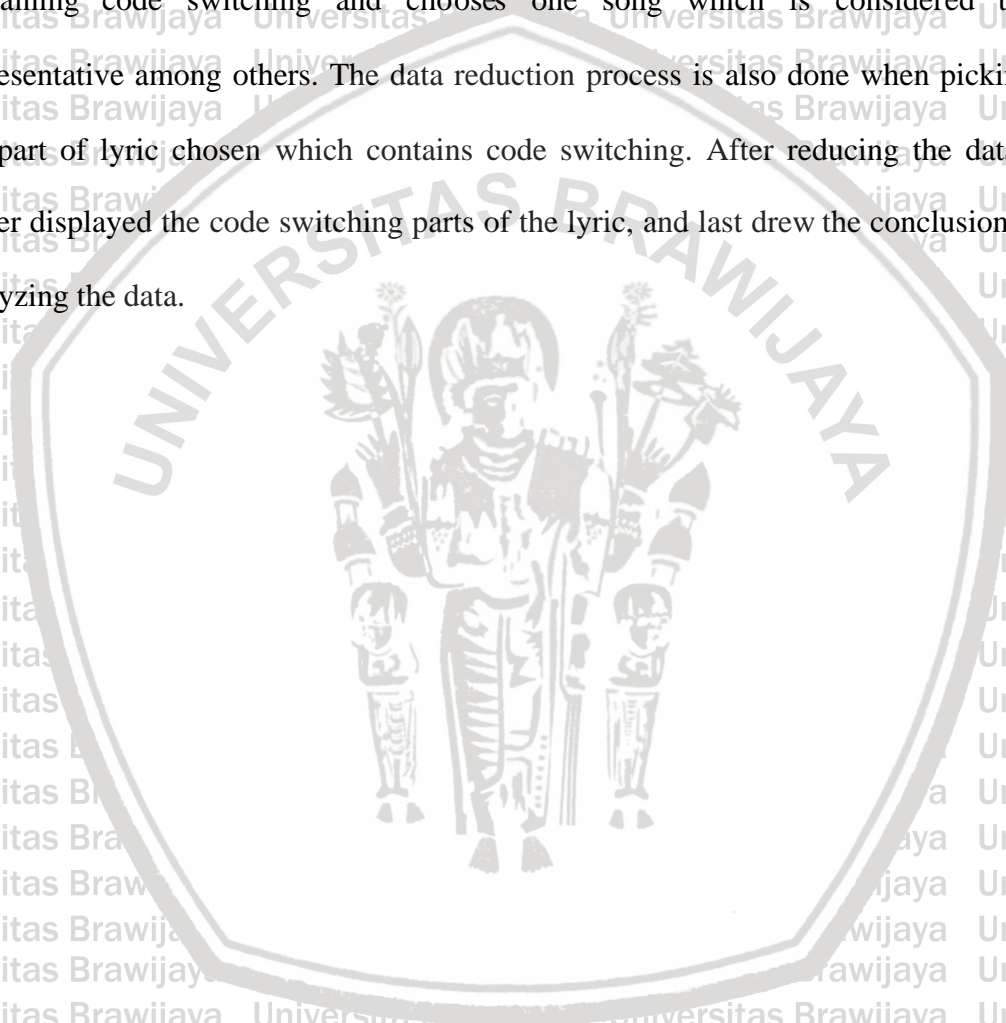 aining code switching and chooses one song which is considered t
esentative among others. The data reduction process is also done when picki
part of lyric chosen which contains code switching. After reducing the dat
er displayed the code switching parts of the lyric, and last drew the conclusion
yzing the data.
UNIVERSITAS BRAWIJAYA